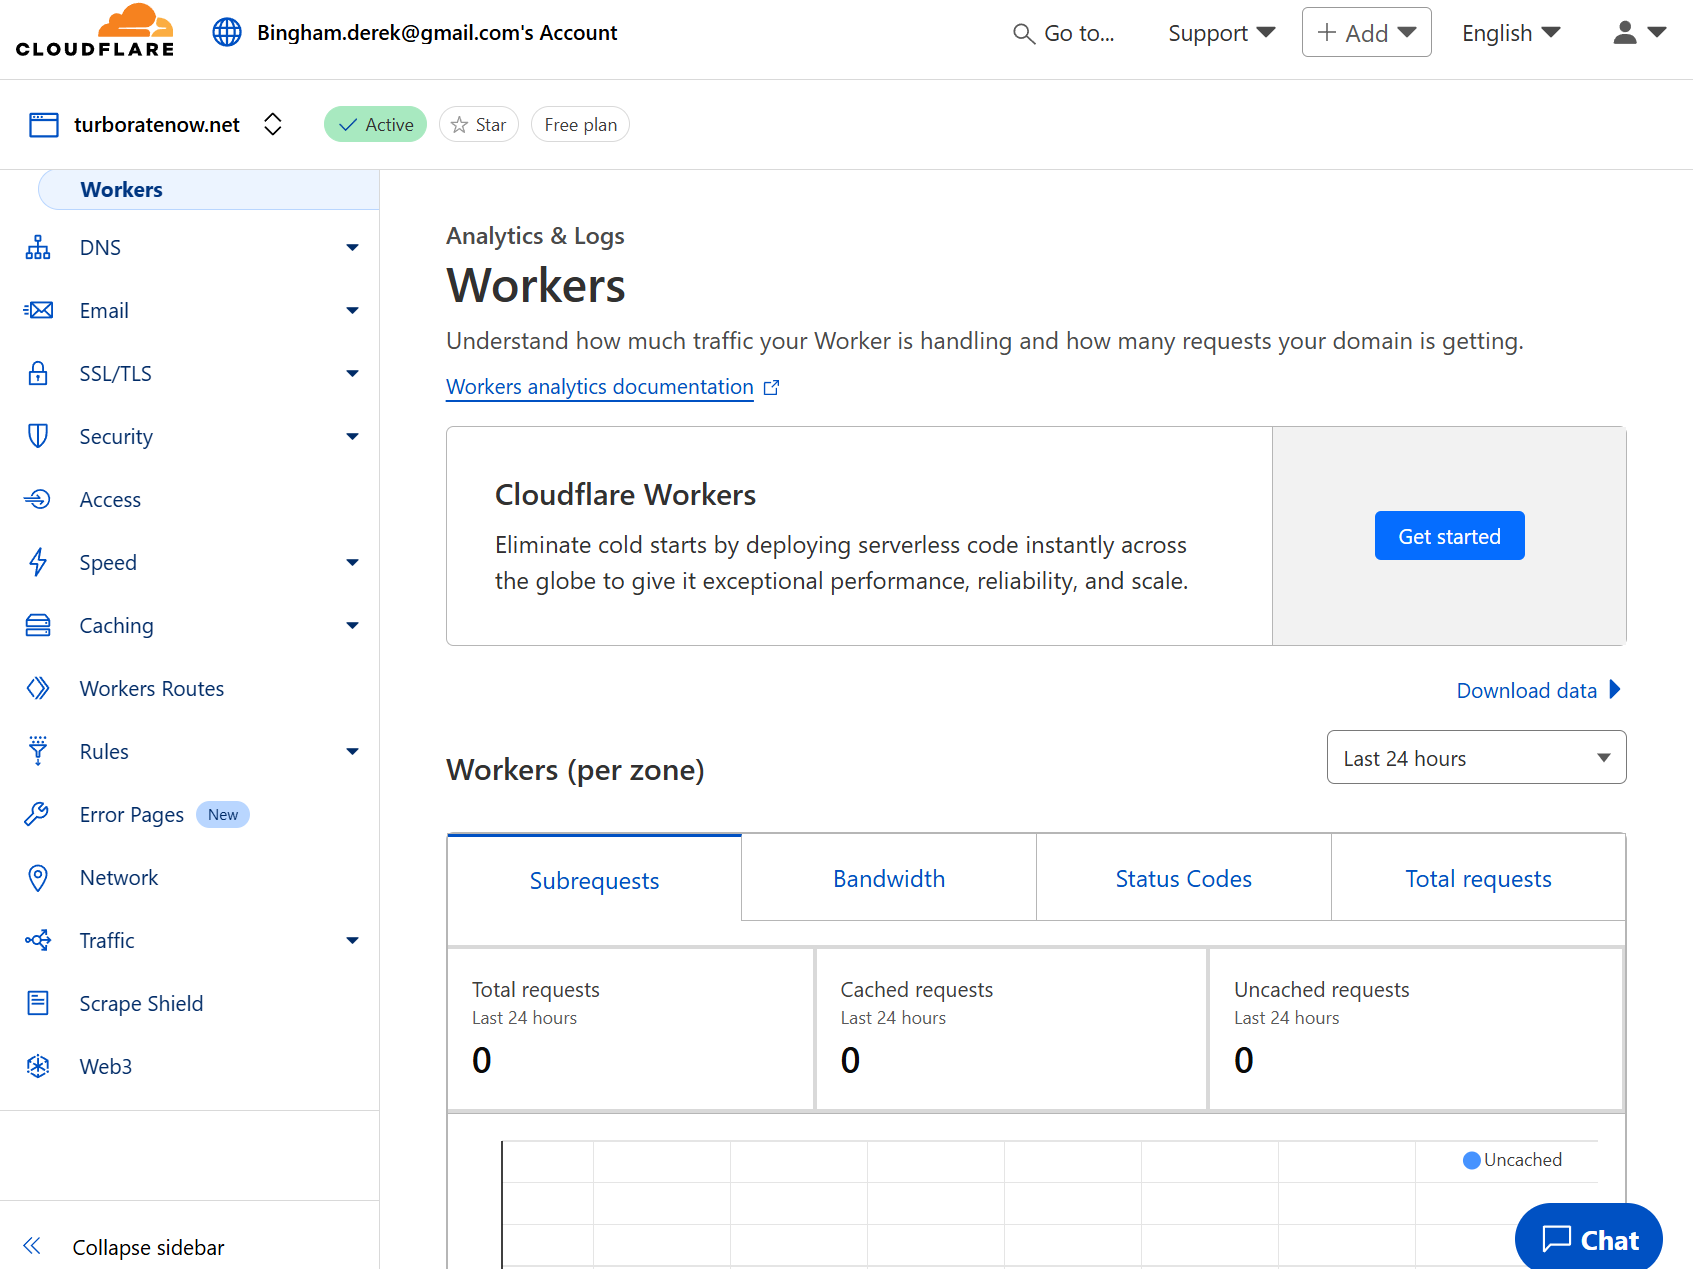 CLOUDFLARE
Bingham.derek@gmail.com's Account
Go to...
Support
+ Add
English
turboratenow.net
Active
Star
Free plan
Workers
DNS
Email
SSL/TLS
Security
Access
Speed
Caching
Workers Routes
Rules
Error Pages New
Network
Traffic
Scrape Shield
Web3
Collapse sidebar
Analytics & Logs
Workers
Understand how much traffic your Worker is handling and how many requests your domain is getting.
Workers analytics documentation
Cloudflare Workers
Eliminate cold starts by deploying serverless code instantly across
the globe to give it exceptional performance, reliability, and scale.
Get started
Download data
Workers (per zone)
Last 24 hours
Subrequests
Bandwidth
Status Codes
Total requests
Total requests
Last 24 hours
0
Cached requests
Last 24 hours
0
Uncached requests
Last 24 hours
0
Uncached
Chat